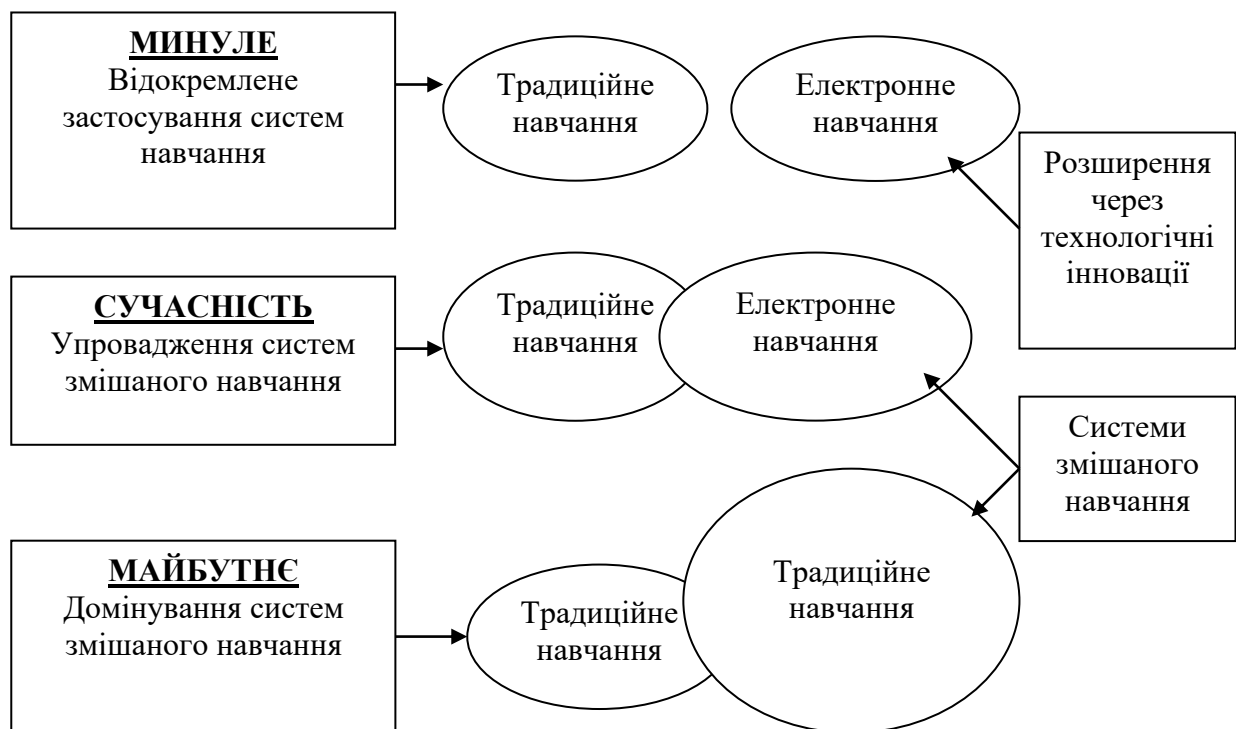 МИНУЛЕ
Відокремлене
застосування систем
навчання
Традиційне
навчання
Електронне
навчання
Розширення
через
технологічні
інновації
СУЧАСНІСТЬ
Упровадження систем
змішаного навчання
Традиційне
навчання
Електронне
навчання
Системи
змішаного
навчання
МАЙБУТНЄ
Домінування систем
змішаного навчання
Традиційне
навчання
Традиційне
навчання